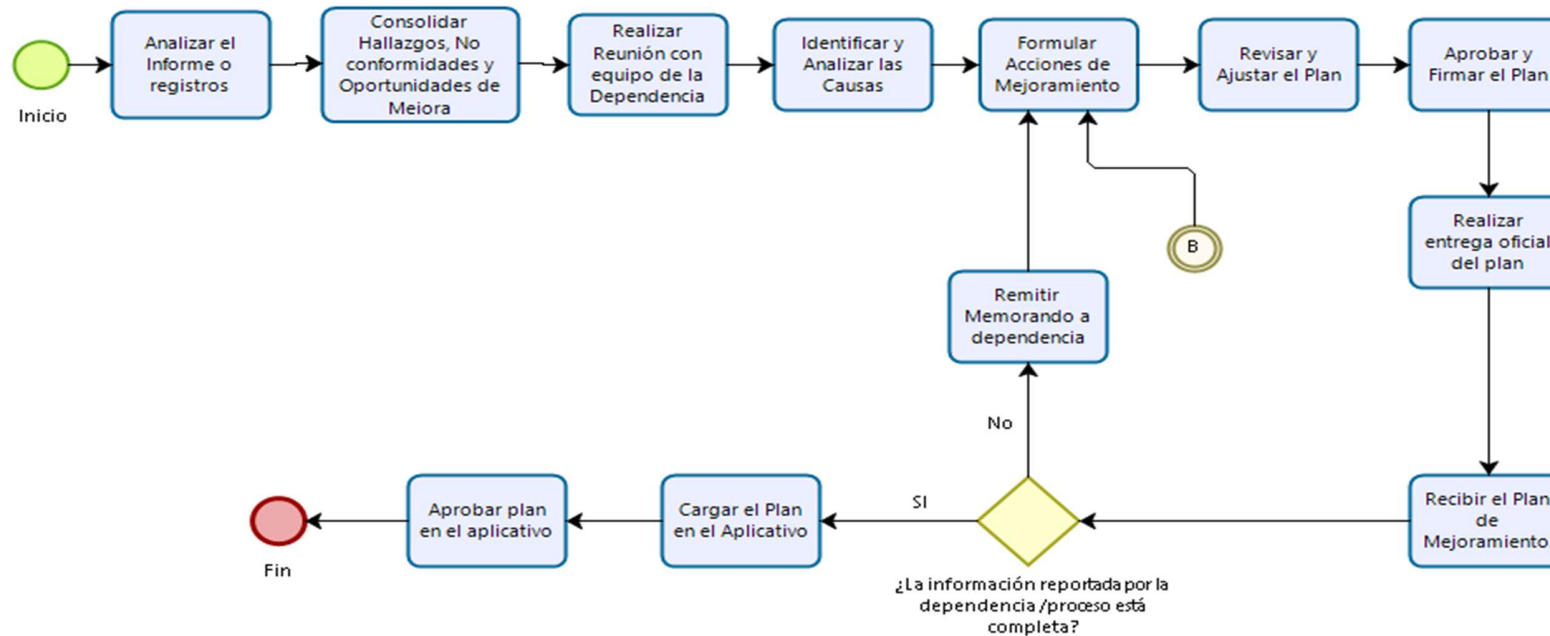 Inicio
Analizar el
Informe o
registros
Consolidar
Hallazgos, No
conformidades y
Oportunidades de
Mejora
Realizar
Reunión con
equipo de la
Dependencia
Identificar y
Analizar las
Causas
Formular
Acciones de
Mejoramiento
Revisar y
Ajustar el Plan
Aprobar y
Firmar el Plan
B
Realizar
entrega oficial
del plan
Remitir
Memorando a
dependencia
No
Recibir el Plan
de
Mejoramiento
¿La información reportada por la
dependencia /proceso está
completa?
SI
Cargar el Plan
en el Aplicativo
Aprobar plan
en el aplicativo
Fin